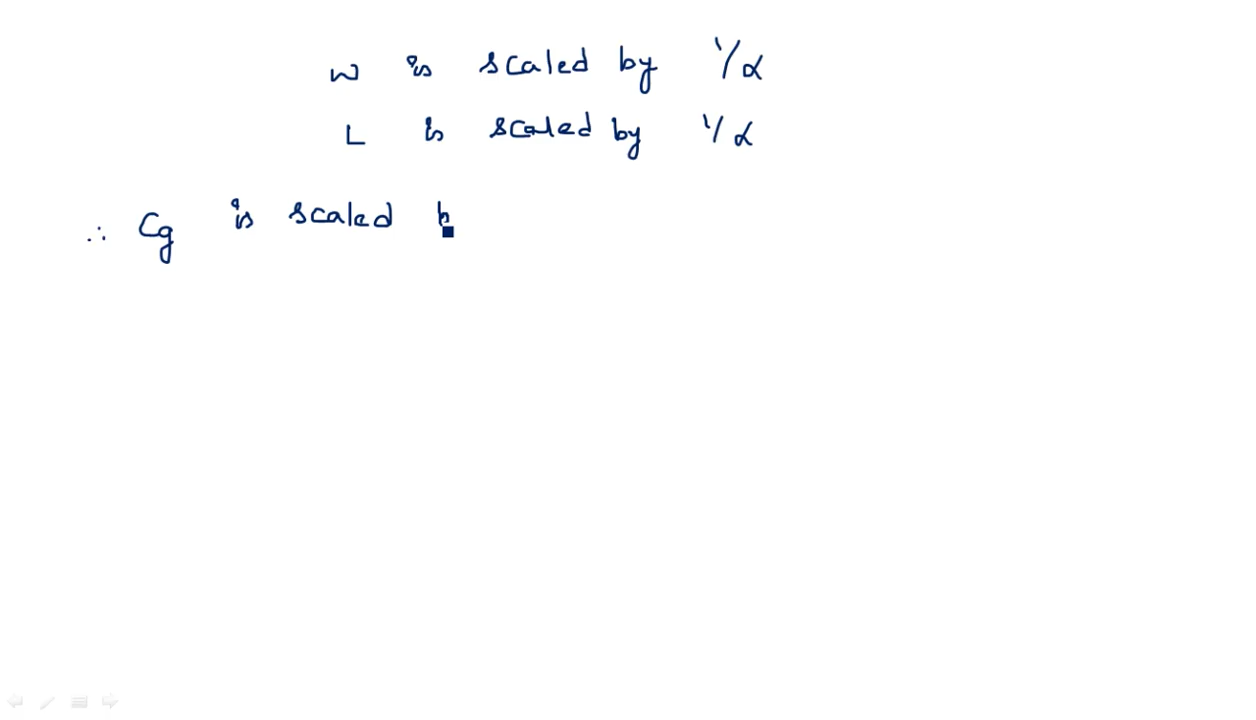 W is scaled by 1/α
L is scaled by 1/α
∴ Cg is scaled b